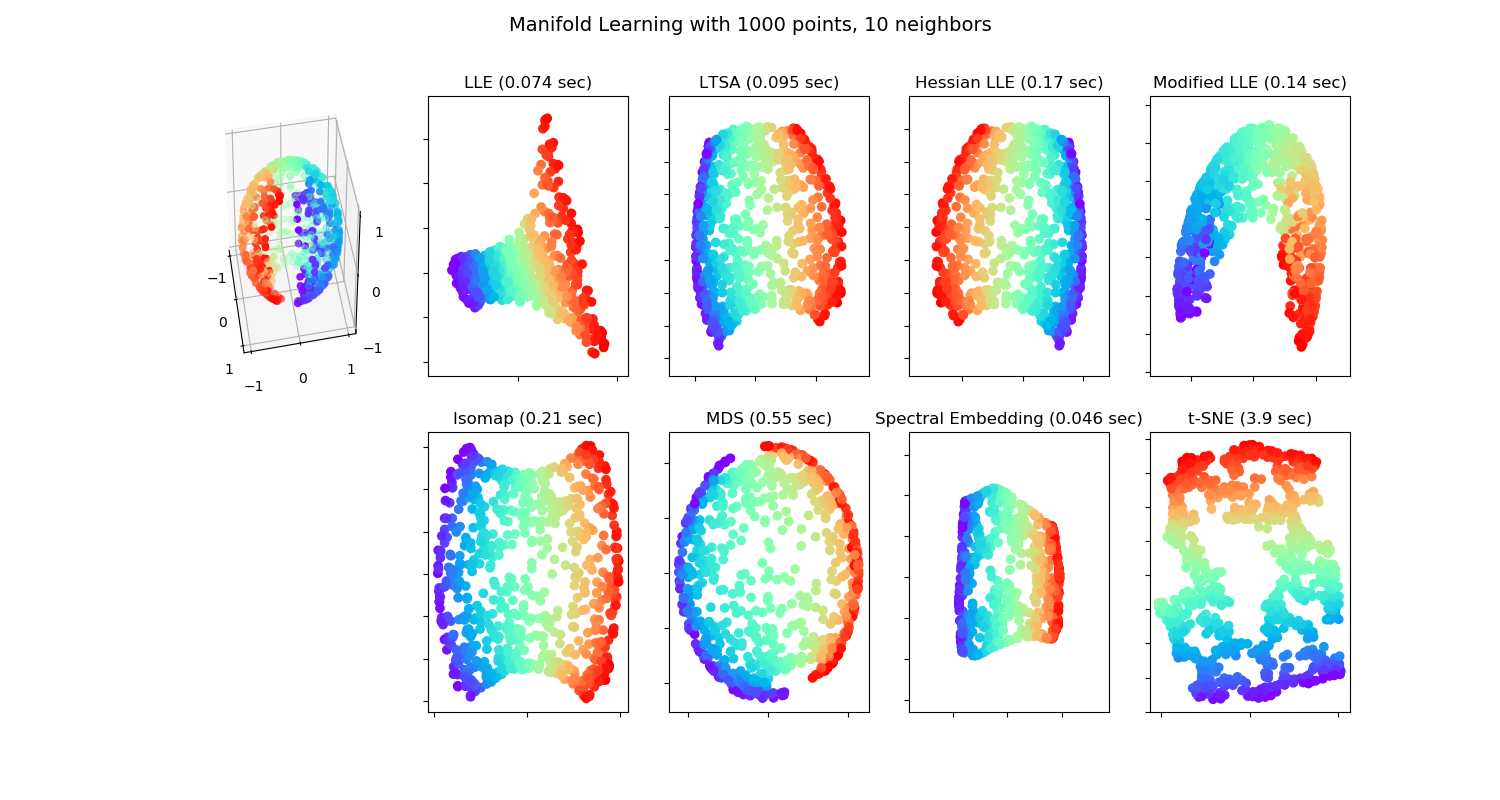 Manifold Learning with 1000 points, 10 neighbors
LLE (0.074 sec)
LTSA (0.095 sec)
Hessian LLE (0.17 sec)
Modified LLE (0.14 sec)
1
0
−1
−1
0
1
−1
0
1
Isomap (0.21 sec)
MDS (0.55 sec)
Spectral Embedding (0.046 sec)
t-SNE (3.9 sec)